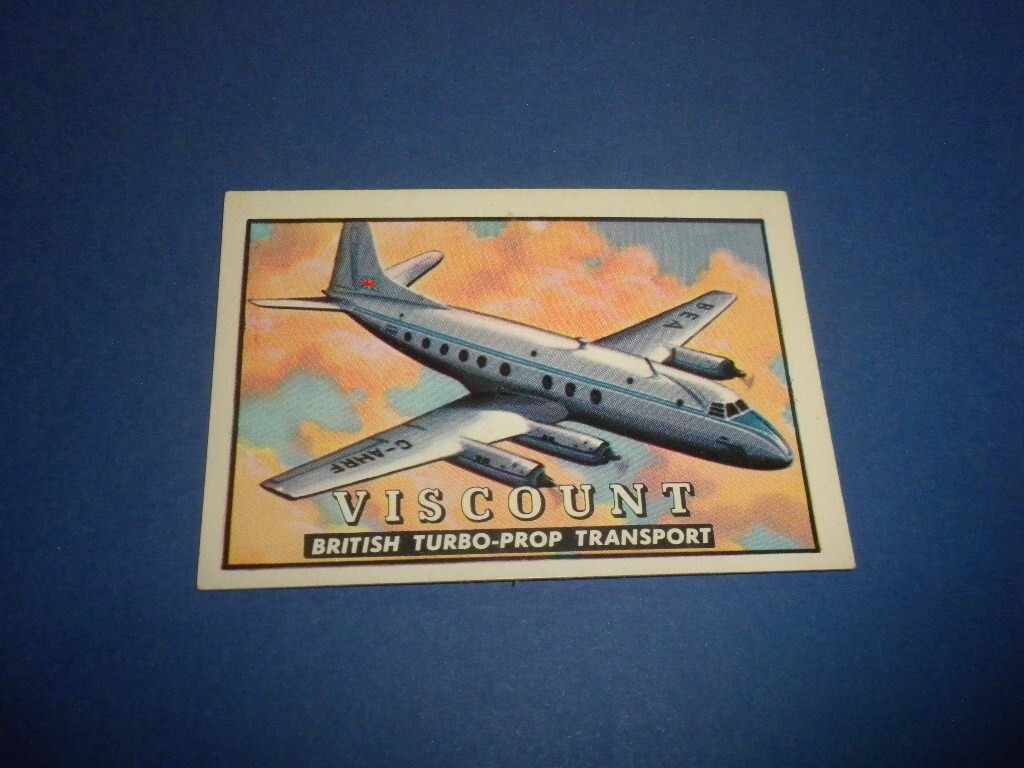 BEA
G-AHRF
VISCOUNT
BRITISH TURBO-PROP TRANSPORT